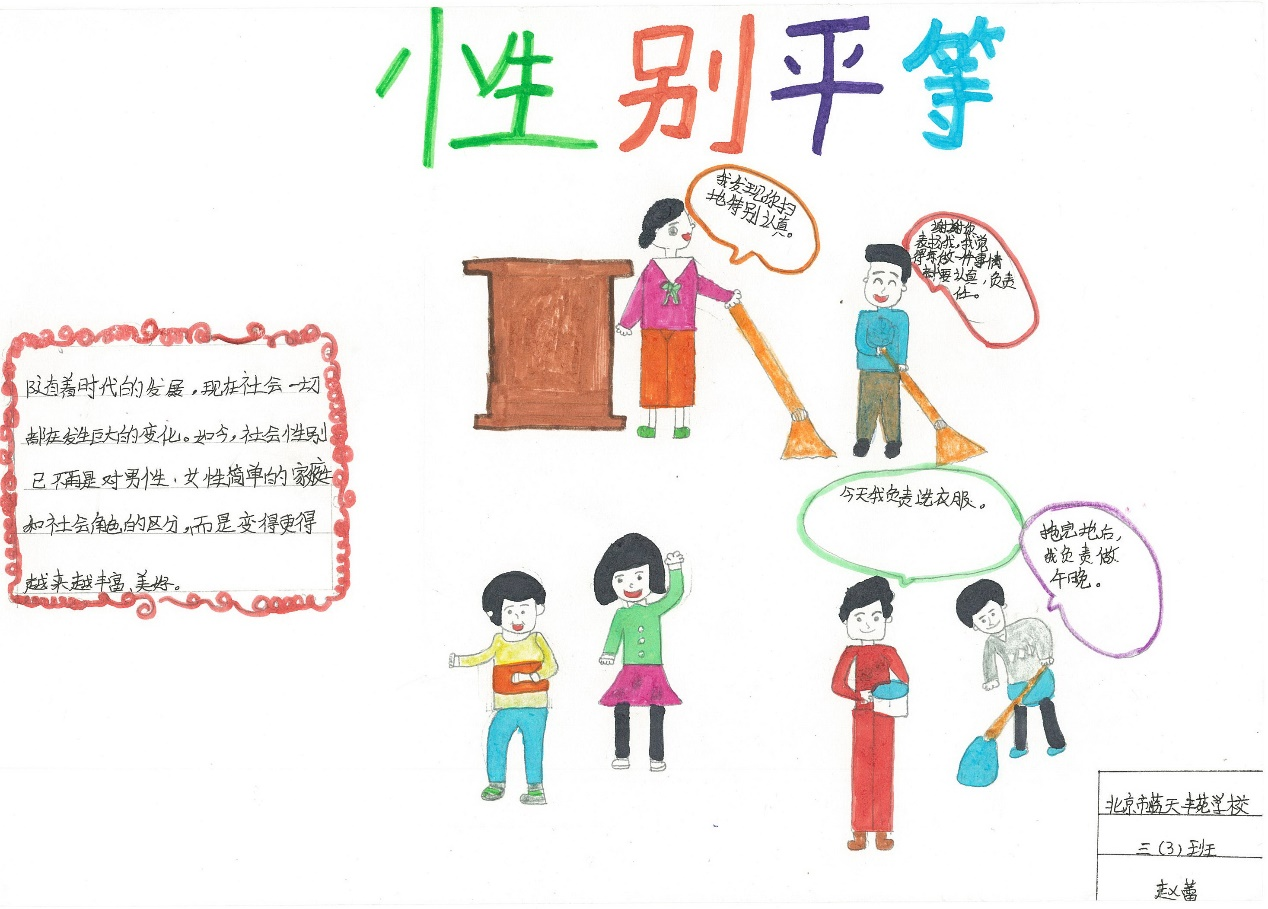 性别平等
我发现你扫
地特别认真。
谢谢你
表扬我，我觉
得每做一件事情
都要认真，负责
任。
随着时代的发展，现在社会一切
都在发生巨大的变化。如今，社会性别
已不再是对男性、女性简单的家庭
和社会角色的区分，而是变得更得
越来越丰富、美好。
今天我负责洗衣服。
拖完地后，
我负责做
午晚。
北京市蓝天丰苑学校
三（3）班
赵蕾